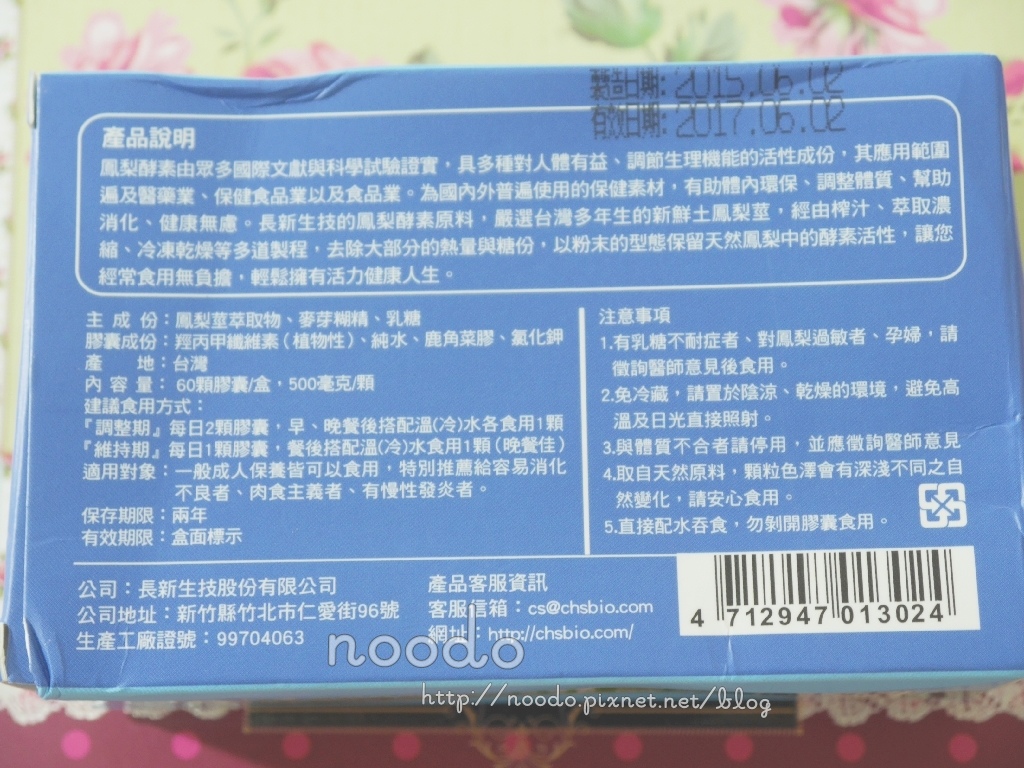 製造日期: 2015.06.02
有效日期: 2017.06.02
產品說明
鳳梨酵素由眾多國際文獻與科學試驗證實，具多種對人體有益、調節生理機能的活性成份，其應用範圍
遍及醫藥業、保健食品業以及食品業。為國內外普遍使用的保健素材，有助體內環保、調整體質、幫助
消化、健康無慮。長新生技的鳳梨酵素原料，嚴選台灣多年生的新鮮土鳳梨莖，經由榨汁、萃取濃
縮、冷凍乾燥等多道製程，去除大部分的熱量與糖份，以粉末的型態保留天然鳳梨中的酵素活性，讓您
經常食用無負擔，輕鬆擁有活力健康人生。
主成份：鳳梨莖萃取物、麥芽糊精、乳糖
膠囊成份：羥丙甲纖維素(植物性)、純水、鹿角菜膠、氯化鉀
產地：台灣
內容量：60顆膠囊/盒，500毫克/顆
建議食用方式：
『調整期』每日2顆膠囊，早、晚餐後搭配溫(冷)水各食用1顆
『維持期』每日1顆膠囊，餐後搭配溫(冷)水食用1顆(晚餐佳)
適用對象：一般成人保養皆可以食用，特別推薦給容易消化
不良者、肉食主義者、有慢性發炎者。
保存期限：兩年
有效期限：盒面標示
注意事項
1.有乳糖不耐症者、對鳳梨過敏者、孕婦，請
徵詢醫師意見後食用。
2.免冷藏，請置於陰涼、乾燥的環境，避免高
溫及日光直接照射。
3.與體質不合者請停用，並應徵詢醫師意見
4.取自天然原料，顆粒色澤會有深淺不同之自
然變化，請安心食用。
5.直接配水吞食，勿剝開膠囊食用。
公司：長新生技股份有限公司
公司地址：新竹縣竹北市仁愛街96號
生產工廠證號：99704063
產品客服資訊
客服信箱：cs@chsbio.com
網址：http://chsbio.com/
4 712947 013024
noodo
http://noodo.pixnet.net/blog